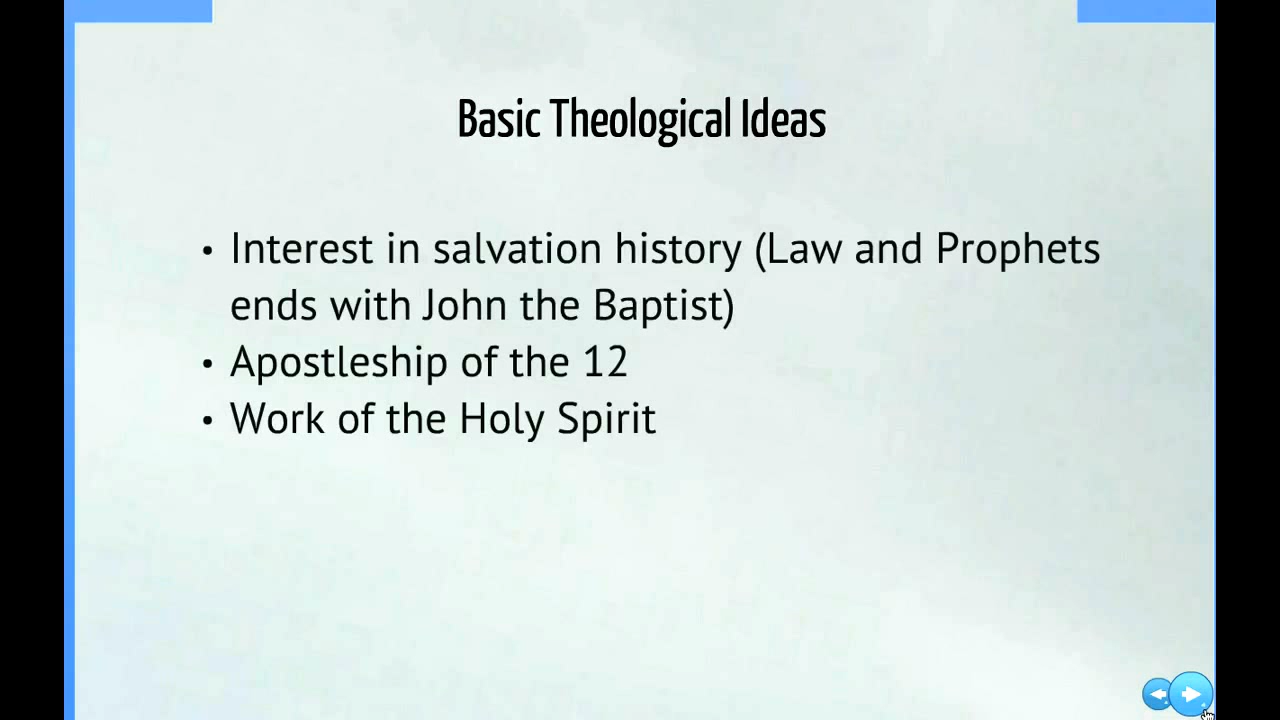 Basic Theological Ideas
• Interest in salvation history (Law and Prophets
ends with John the Baptist)
• Apostleship of the 12
• Work of the Holy Spirit